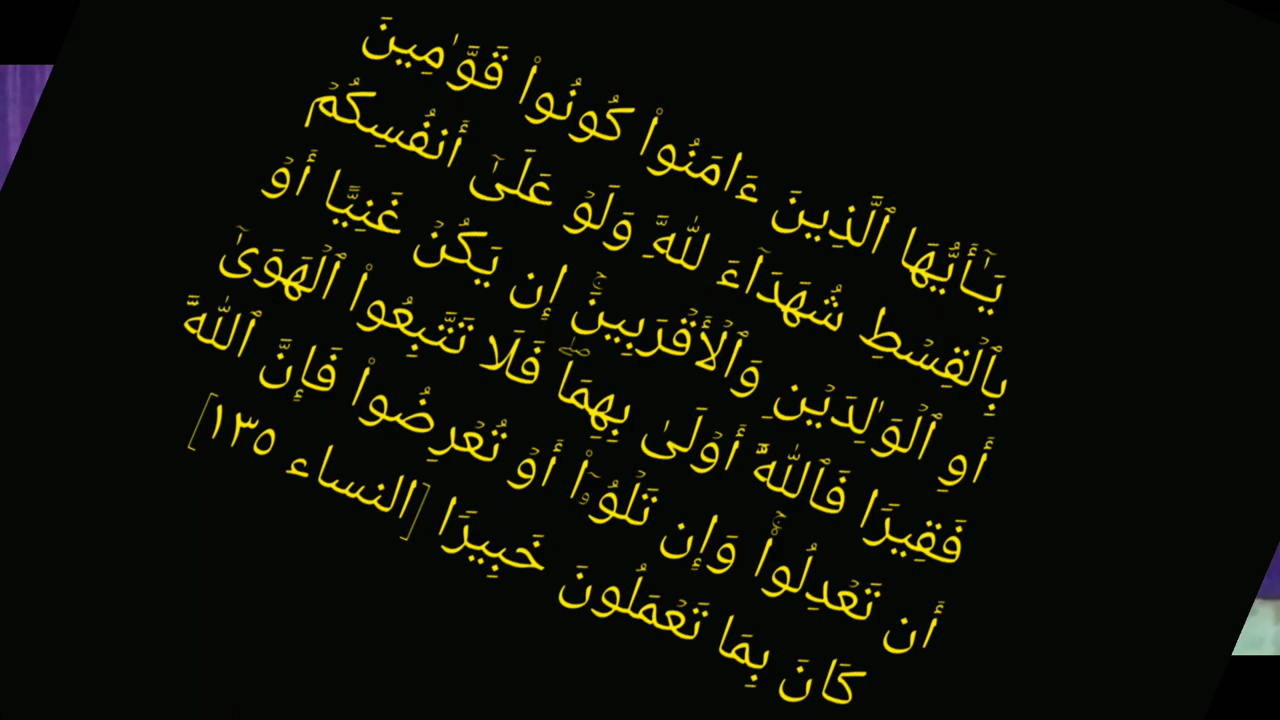 يَـٰٓأَيُّهَا ٱلَّذِينَ ءَامَنُوا۟ كُونُوا۟ قَوَّٰمِينَ
بِٱلْقِسْطِ شُهَدَآءَ لِلَّهِ وَلَوْ عَلَىٰٓ أَنفُسِكُمْ
أَوِ ٱلْوَٰلِدَيْنِ وَٱلْأَقْرَبِينَ ۚ إِن يَكُنْ غَنِيًّا أَوْ
فَقِيرًا فَٱللَّهُ أَوْلَىٰ بِهِمَا ۖ فَلَا تَتَّبِعُوا۟ ٱلْهَوَىٰٓ
أَن تَعْدِلُوا۟ ۚ وَإِن تَلْوُۥٓا۟ أَوْ تُعْرِضُوا۟ فَإِنَّ ٱللَّهَ
كَانَ بِمَا تَعْمَلُونَ خَبِيرًا [النساء ١٣٥]